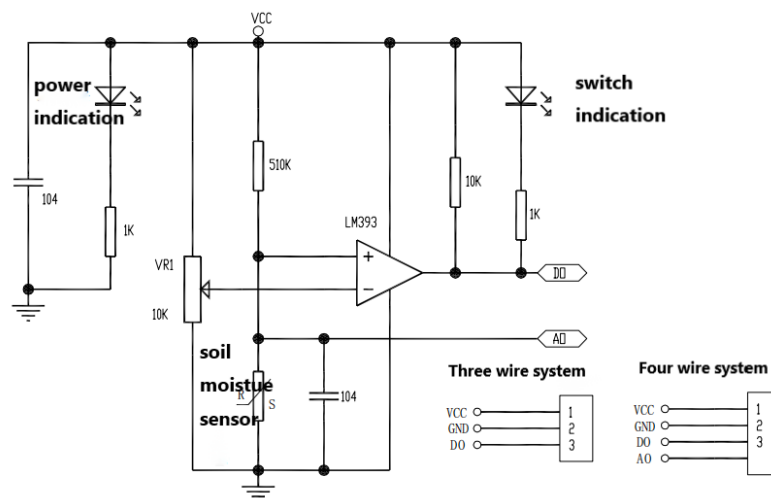 VCC
power
indication
switch
indication
510K
10K
104
1K
1K
LM393
VR1
+
−
DO
10K
AO
soil
moistue
sensor
R
S
104
Three wire system
Four wire system
VCC 1
GND 2
DO 3
VCC 1
GND 2
DO 3
AO